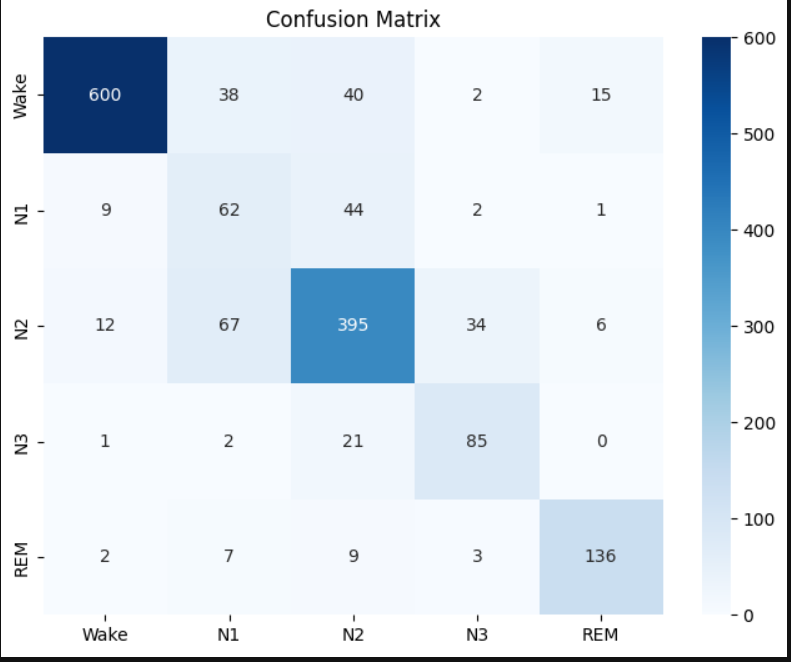 Confusion Matrix
Wake 600 38 40 2 15
N1 9 62 44 2 1
N2 12 67 395 34 6
N3 1 2 21 85 0
REM 2 7 9 3 136
Wake N1 N2 N3 REM
600
500
400
300
200
100
0